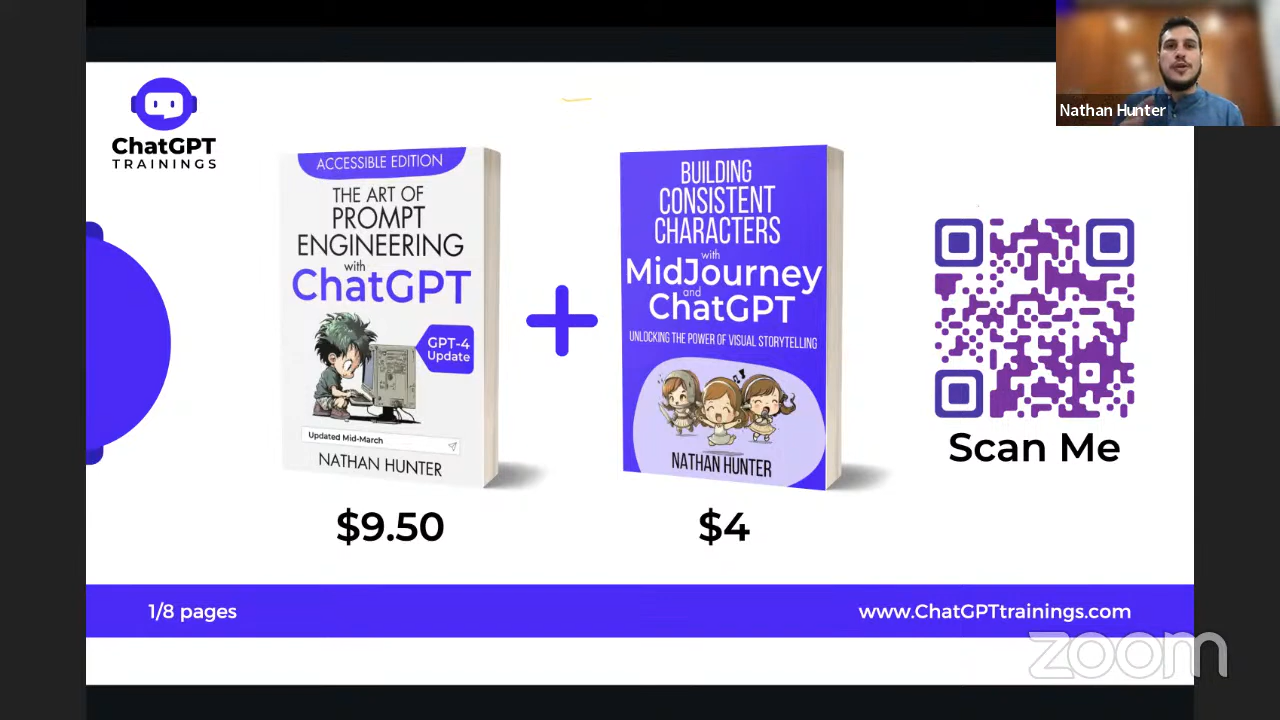 Nathan Hunter
ChatGPT
TRAININGS
ACCESSIBLE EDITION
THE ART OF
PROMPT
ENGINEERING
with
ChatGPT
GPT-4
Update
Updated Mid-March
NATHAN HUNTER
$9.50
BUILDING
CONSISTENT
CHARACTERS
with
MidJourney
and
ChatGPT
UNLOCKING THE POWER OF VISUAL STORYTELLING
NATHAN HUNTER
$4
Scan Me
1/8 pages
www.ChatGPTtrainings.com
zoom